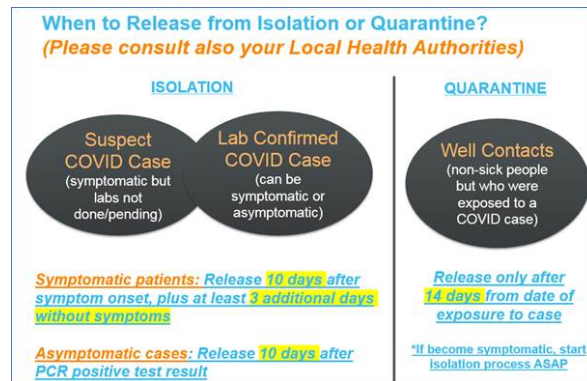 When to Release from Isolation or Quarantine?
(Please consult also your Local Health Authorities)
ISOLATION
Suspect
COVID Case
(symptomatic but
labs not
done/pending)
Lab Confirmed
COVID Case
(can be
symptomatic or
asymptomatic)
Symptomatic patients: Release 10 days after
symptom onset, plus at least 3 additional days
without symptoms
Asymptomatic cases: Release 10 days after
PCR positive test result
QUARANTINE
Well Contacts
(non-sick people
but who were
exposed to a
COVID case)
Release only after
14 days from date of
exposure to case
*If become symptomatic, start
isolation process ASAP